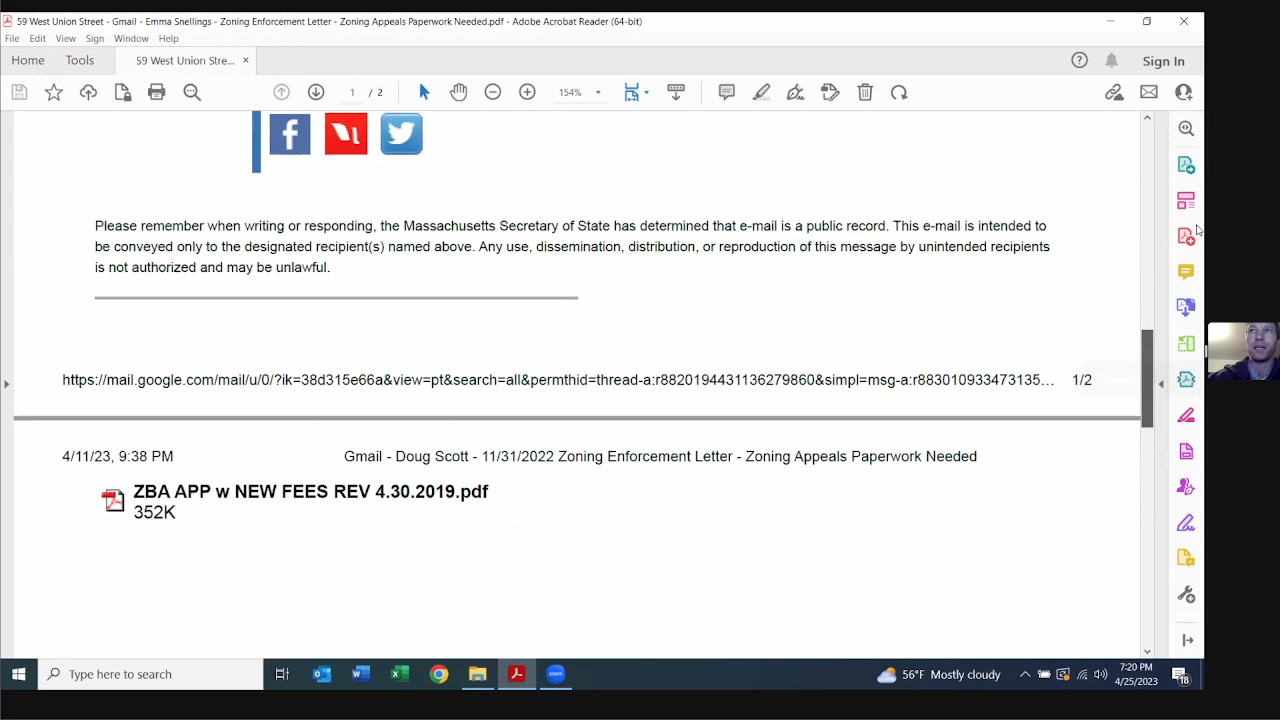 59 West Union Street - Gmail - Emma Snellings - Zoning Enforcement Letter - Zoning Appeals Paperwork Needed.pdf - Adobe Acrobat Reader (64-bit)
File Edit View Sign Window Help
Home Tools 59 West Union Stre... × Sign In
1 / 2 154%
Please remember when writing or responding, the Massachusetts Secretary of State has determined that e-mail is a public record. This e-mail is intended to
be conveyed only to the designated recipient(s) named above. Any use, dissemination, distribution, or reproduction of this message by unintended recipients
is not authorized and may be unlawful.
https://mail.google.com/mail/u/0/?ik=38d315e66a&view=pt&search=all&permthid=thread-a:r8820194431136279860&simpl=msg-a:r883010933473135… 1/2
4/11/23, 9:38 PM Gmail - Doug Scott - 11/31/2022 Zoning Enforcement Letter - Zoning Appeals Paperwork Needed
ZBA APP w NEW FEES REV 4.30.2019.pdf
352K
Type here to search 56°F Mostly cloudy 7:20 PM
4/25/2023 18
zoom